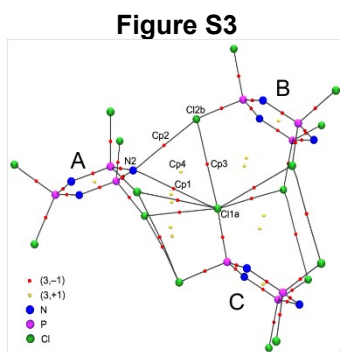 Figure S3
B
Cl2b
Cp2
A
N2
Cp4
Cp3
Cp1
Cl1a
(3,–1)
(3,+1)
N
P
Cl
C